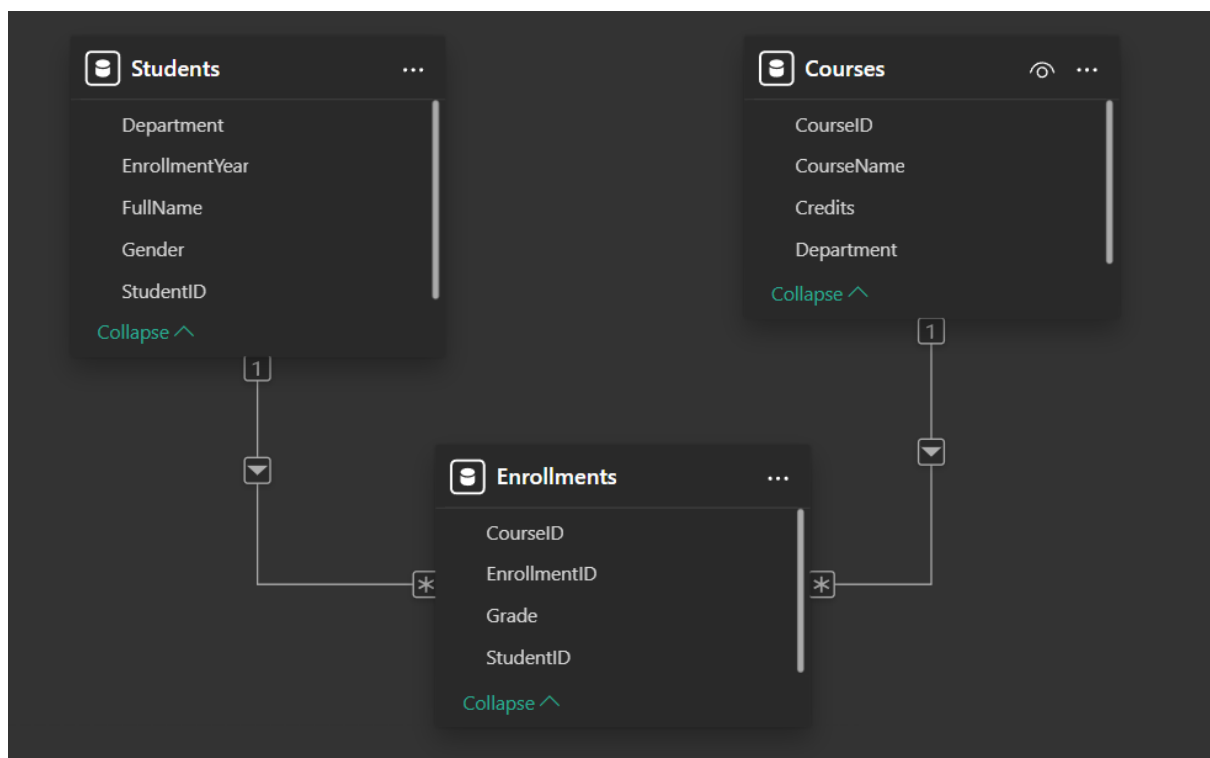 Students
Department
EnrollmentYear
FullName
Gender
StudentID
Collapse
1
Courses
CourseID
CourseName
Credits
Department
Collapse
1
Enrollments
CourseID
EnrollmentID
Grade
StudentID
Collapse
*
*